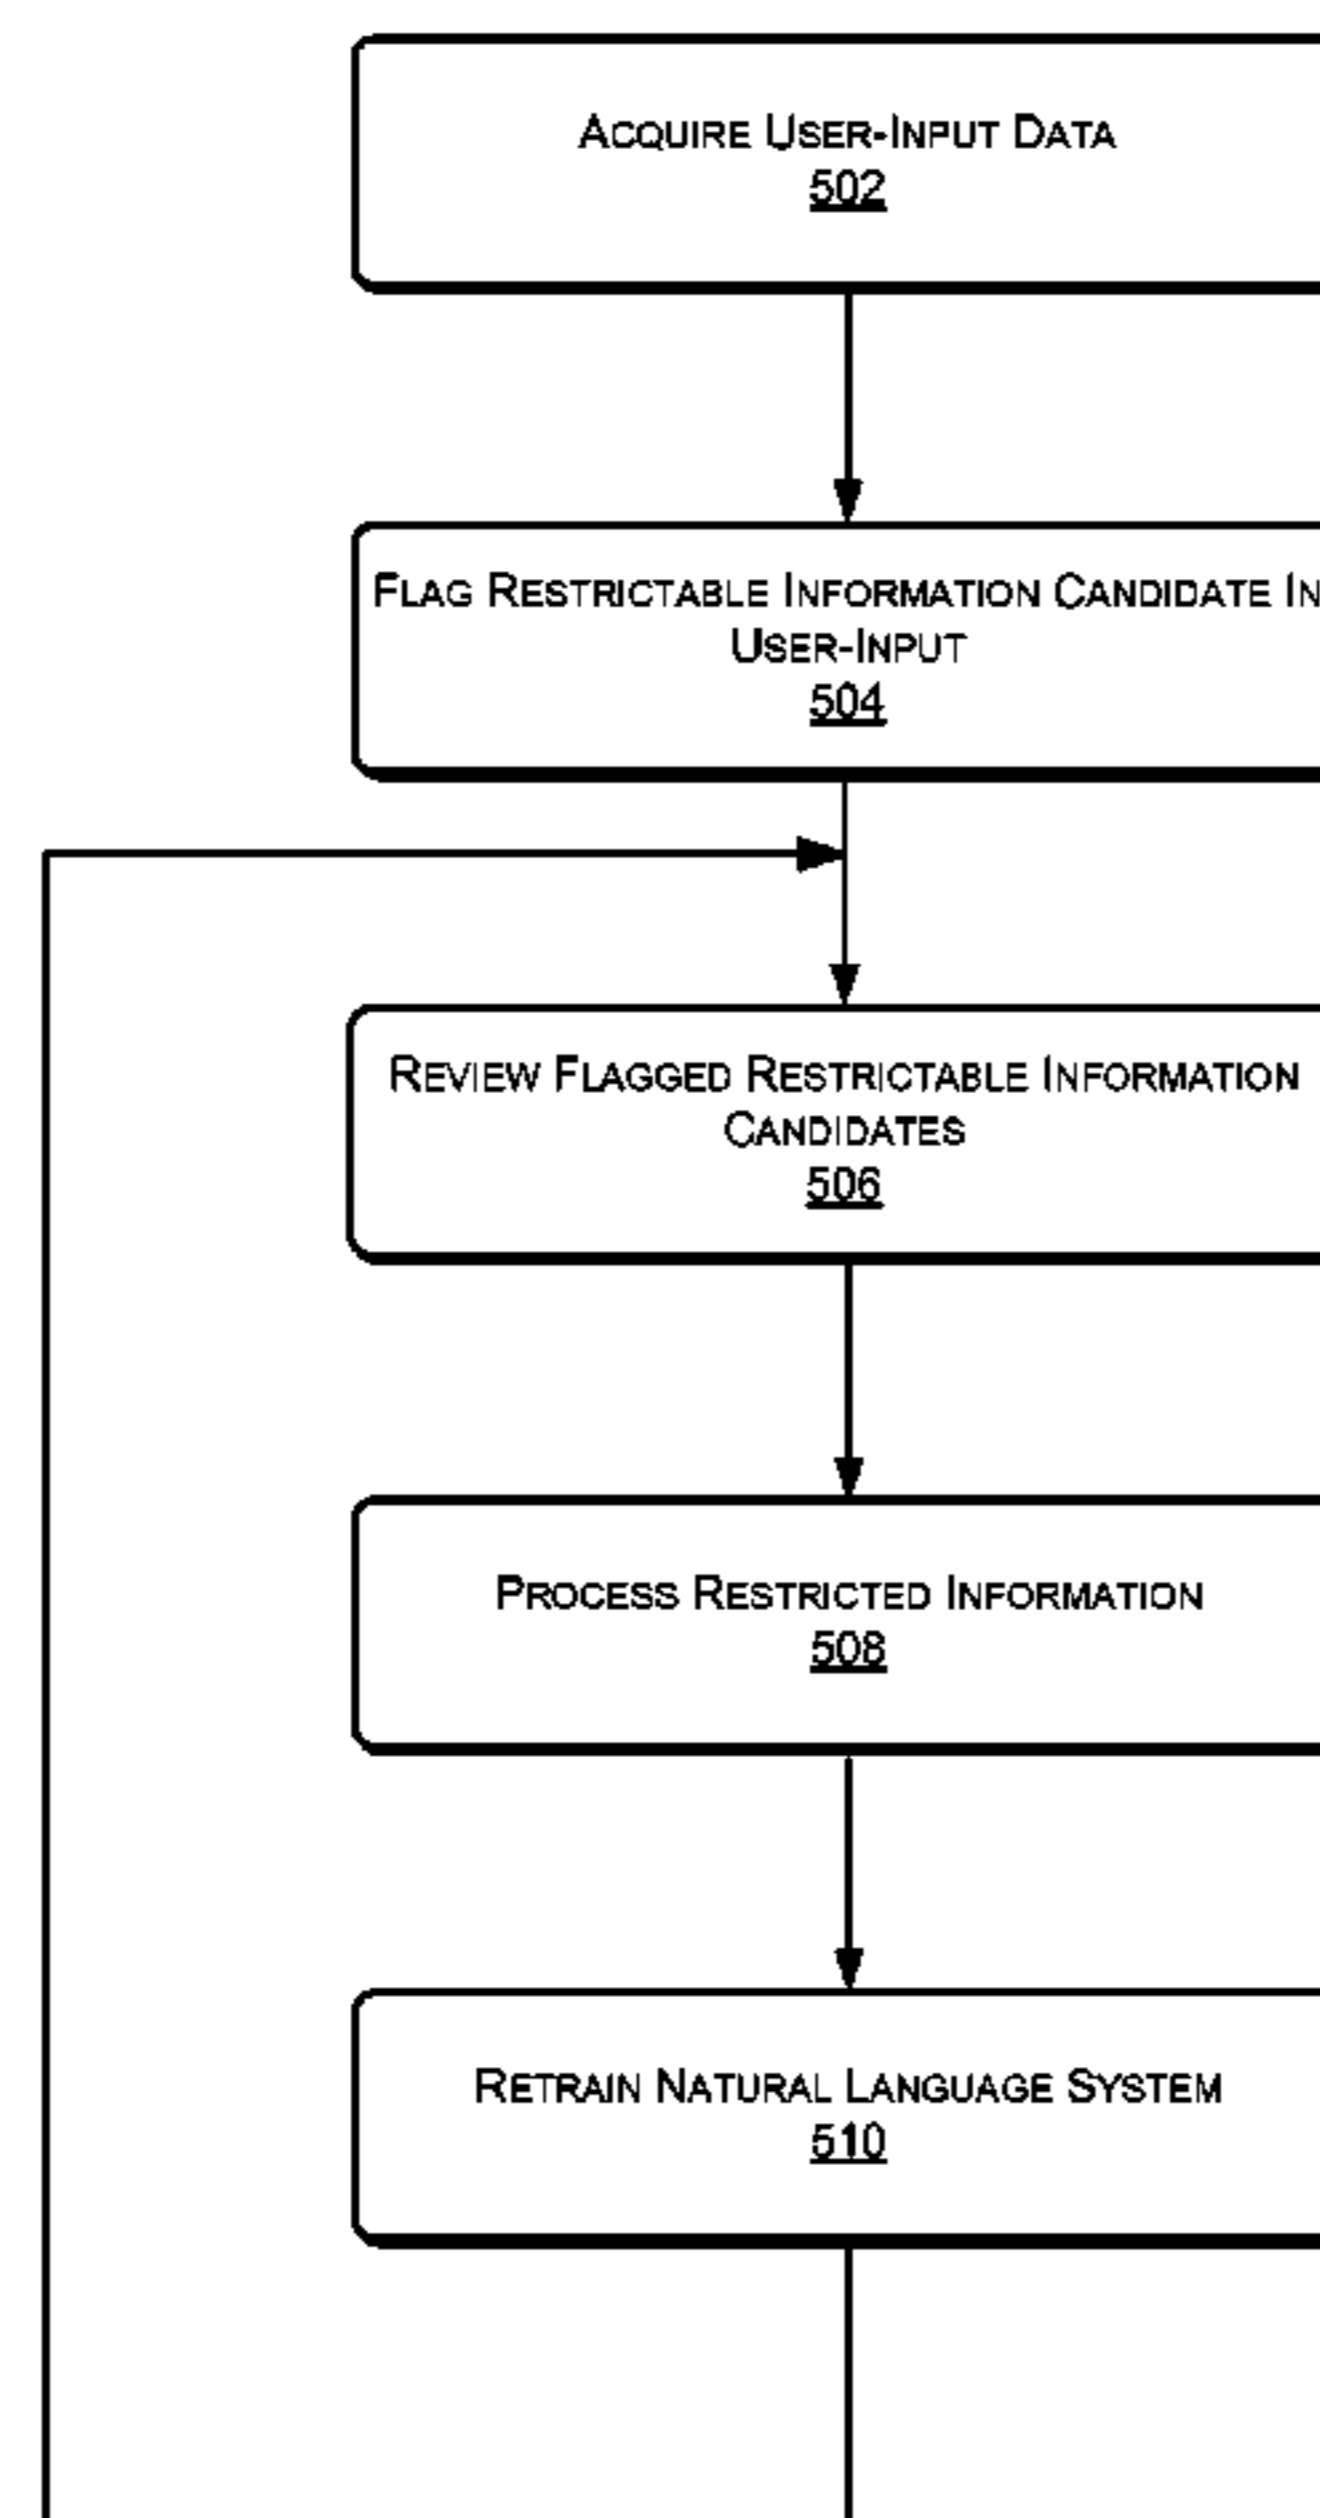 ACQUIRE USER-INPUT DATA
502
FLAG RESTRICTABLE INFORMATION CANDIDATE IN
USER-INPUT
504
REVIEW FLAGGED RESTRICTABLE INFORMATION
CANDIDATES
506
PROCESS RESTRICTED INFORMATION
508
RETRAIN NATURAL LANGUAGE SYSTEM
510